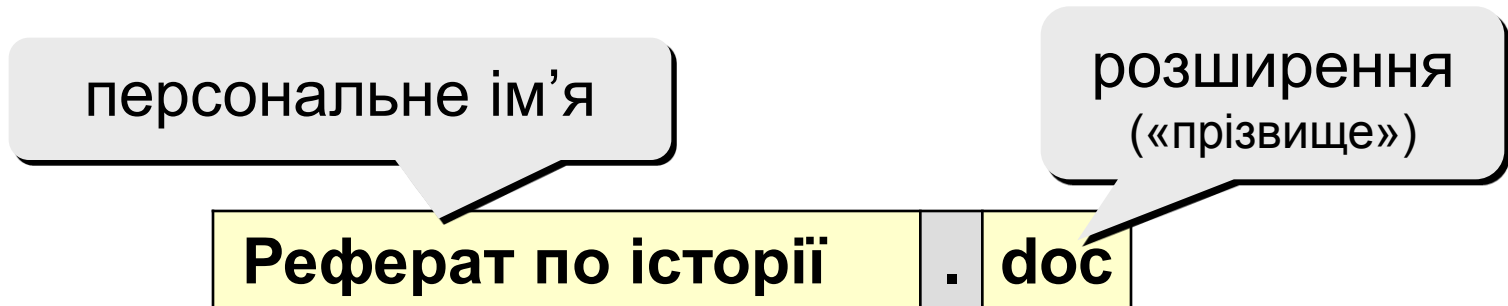 персональне ім’я
розширення
(«прізвище»)
Реферат по історії . doc